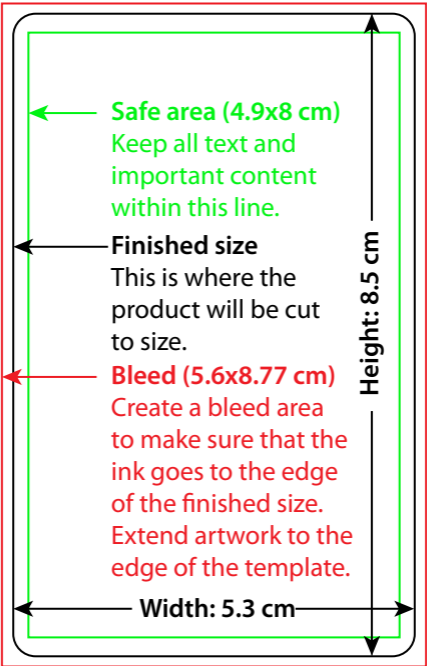 Safe area (4.9x8 cm)
Keep all text and
important content
within this line.
Finished size
This is where the
product will be cut
to size.
Bleed (5.6x8.77 cm)
Create a bleed area
to make sure that the
ink goes to the edge
of the finished size.
Extend artwork to the
edge of the template.
Height: 8.5 cm
Width: 5.3 cm